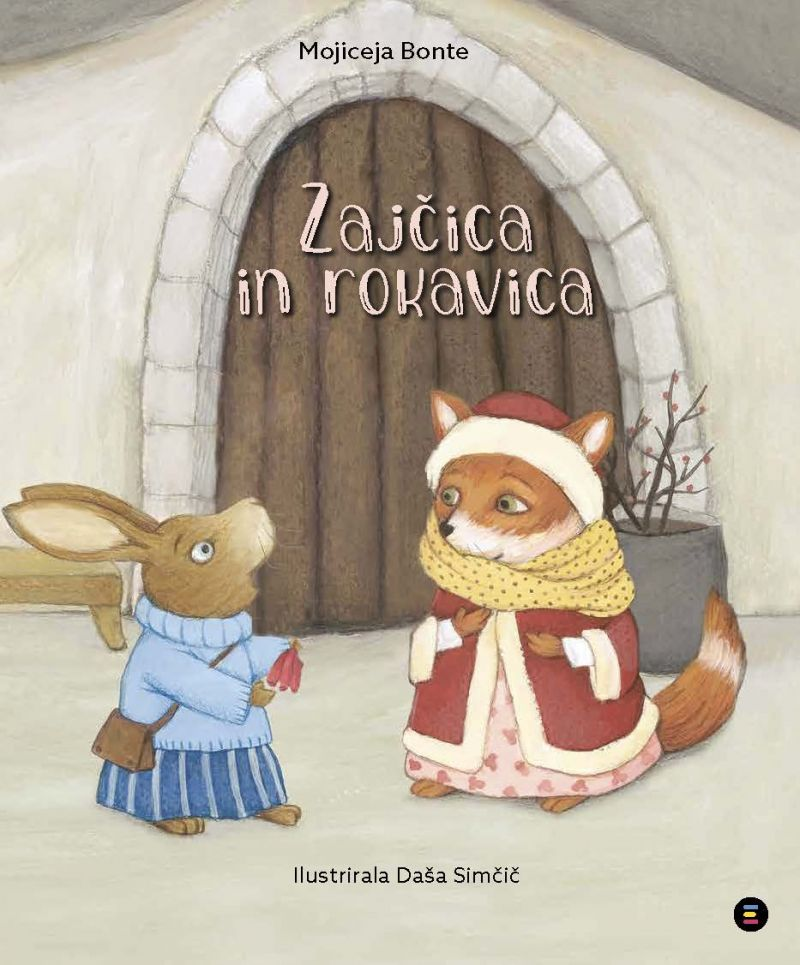 Mojiceja Bonte
Zajčica
in rokavica
Ilustrirala Daša Simčič